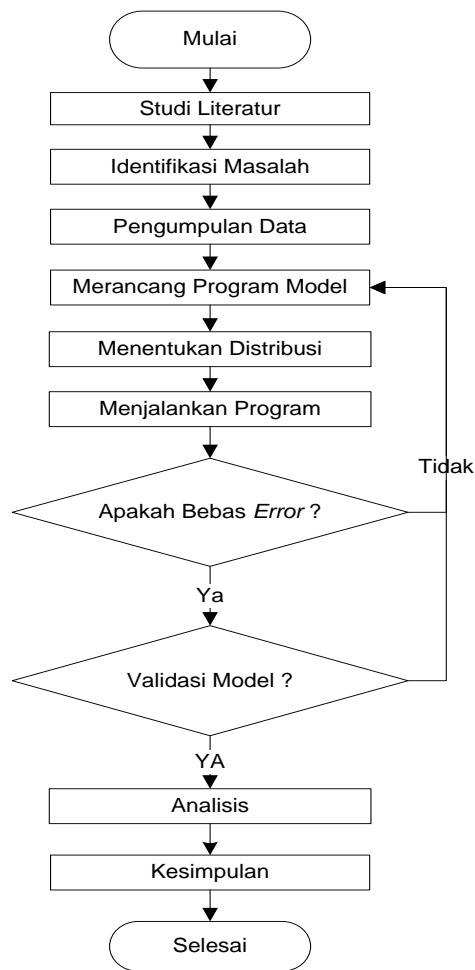 Mulai
Studi Literatur
Identifikasi Masalah
Pengumpulan Data
Merancang Program Model
Menentukan Distribusi
Menjalankan Program
Tidak
Apakah Bebas Error ?
Ya
Validasi Model ?
YA
Analisis
Kesimpulan
Selesai